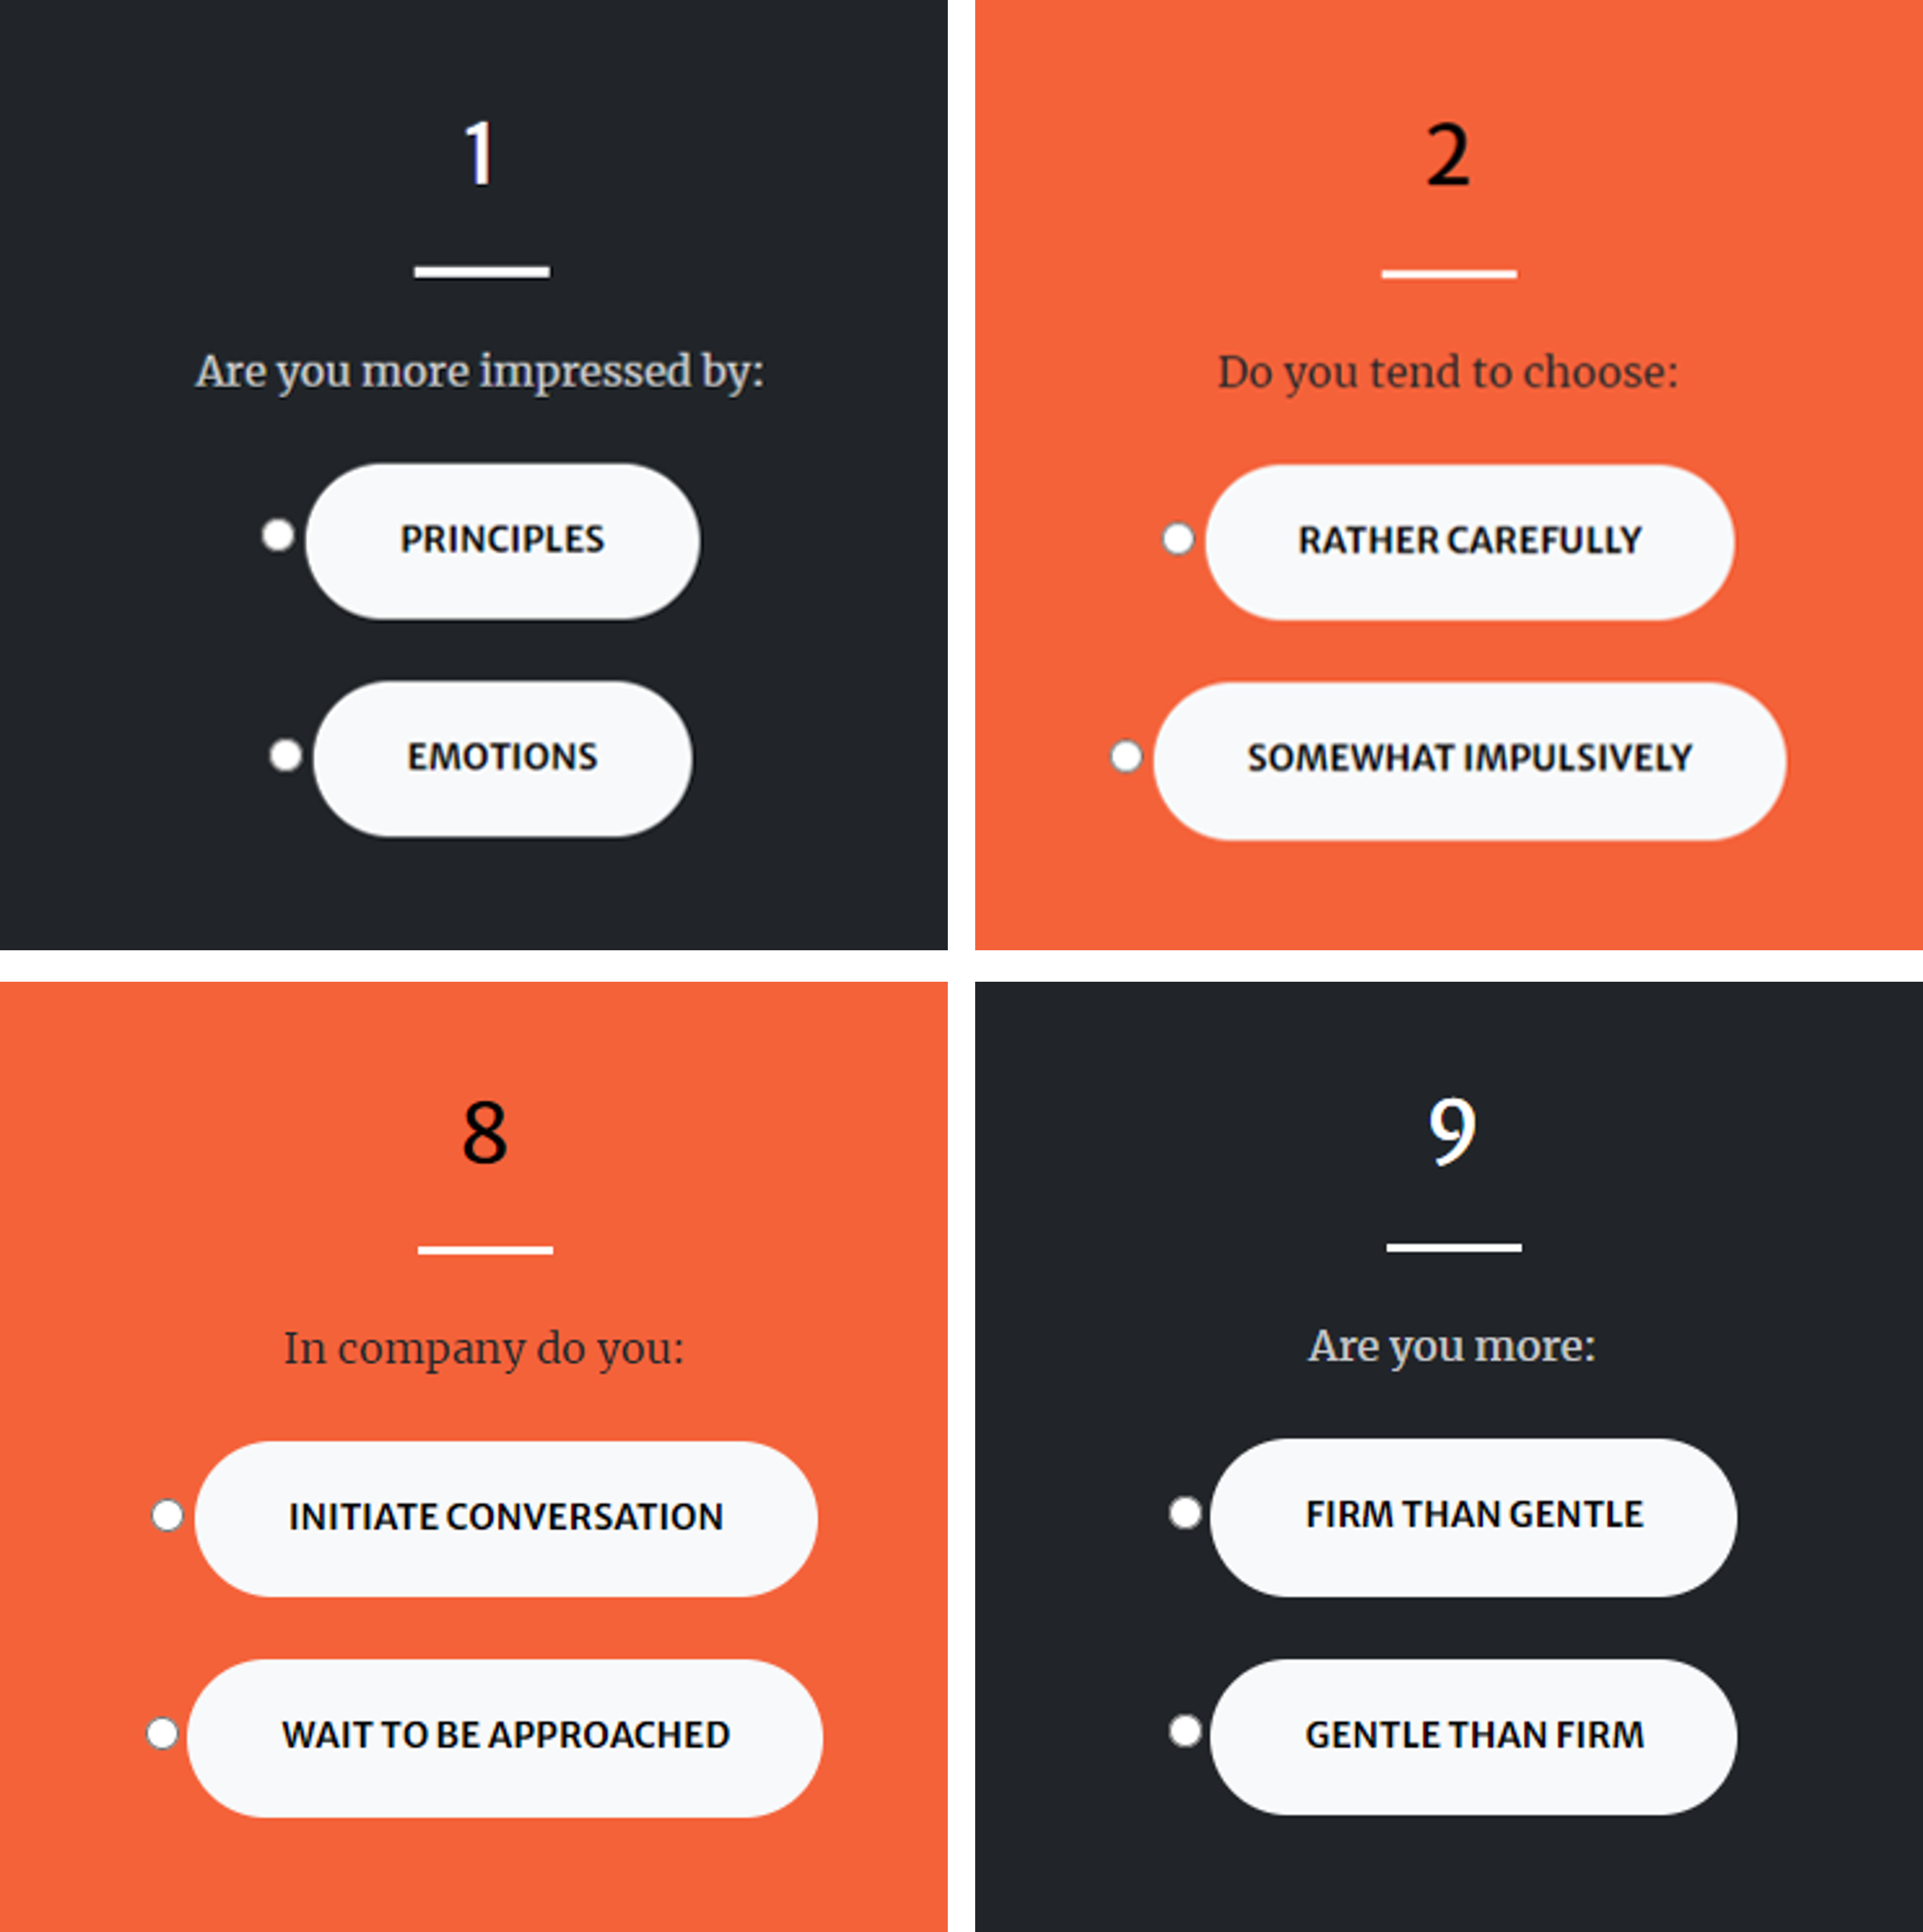 1
Are you more impressed by:
PRINCIPLES
EMOTIONS
2
Do you tend to choose:
RATHER CAREFULLY
SOMEWHAT IMPULSIVELY
8
In company do you:
INITIATE CONVERSATION
WAIT TO BE APPROACHED
9
Are you more:
FIRM THAN GENTLE
GENTLE THAN FIRM